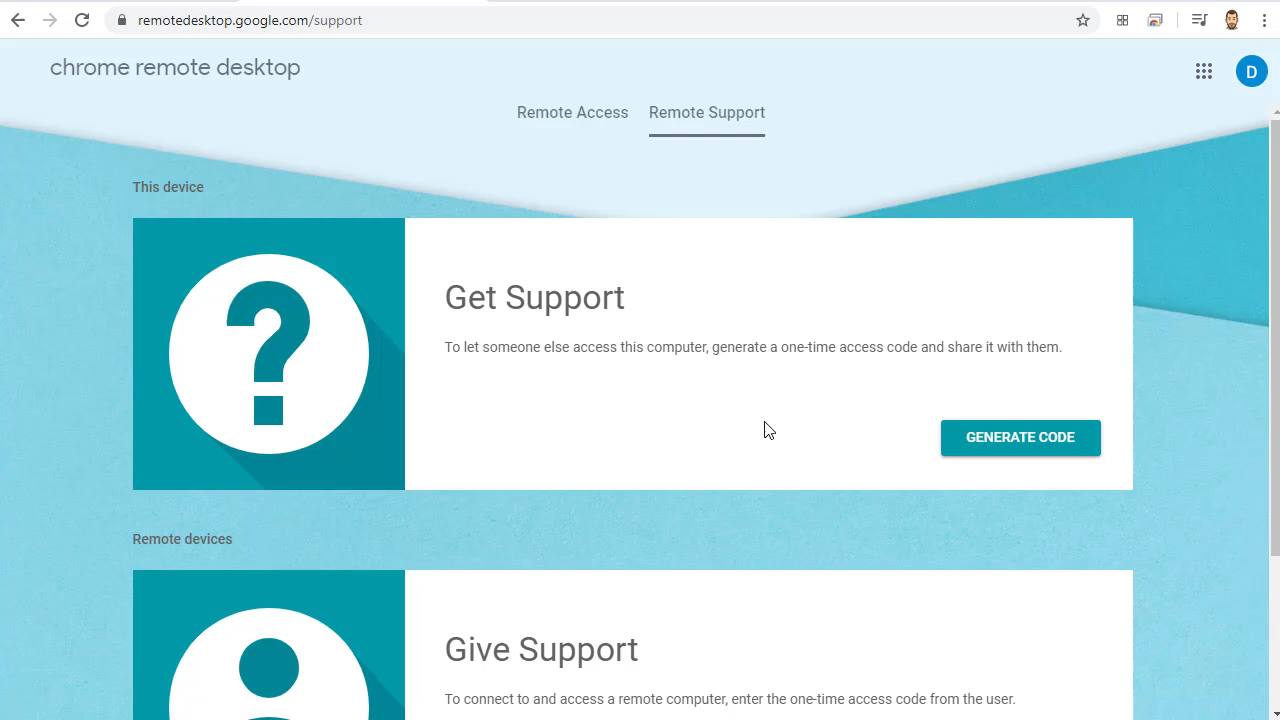 remotedesktop.google.com/support
chrome remote desktop
D
Remote Access Remote Support
This device
Get Support
To let someone else access this computer, generate a one-time access code and share it with them.
GENERATE CODE
Remote devices
Give Support
To connect to and access a remote computer, enter the one-time access code from the user.